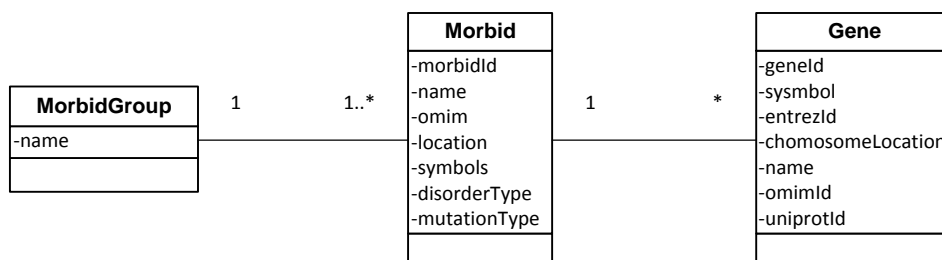 MorbidGroup
-name
1
1..*
Morbid
-morbidId
-name
-omim
-location
-symbols
-disorderType
-mutationType
1
*
Gene
-geneId
-sysmbol
-entrezId
-chomosomeLocation
-name
-omimId
-uniprotId